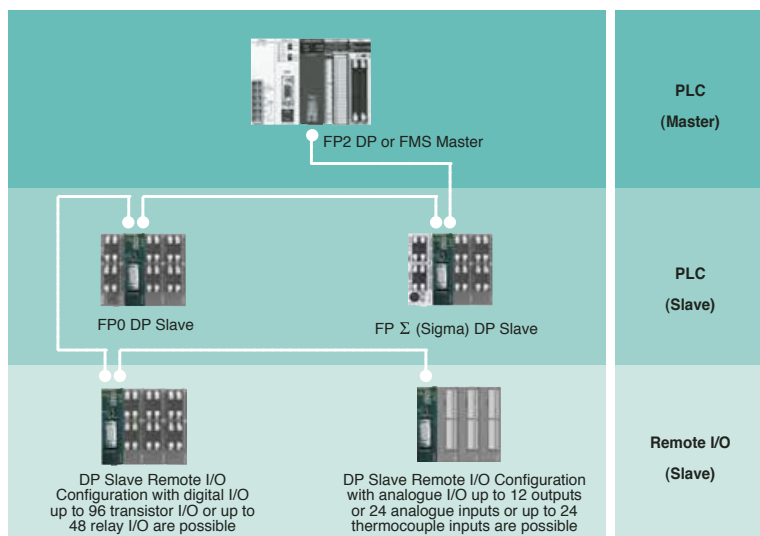 PLC
(Master)
FP2 DP or FMS Master
PLC
(Slave)
FP0 DP Slave
FP Σ (Sigma) DP Slave
Remote I/O
(Slave)
DP Slave Remote I/O
Configuration with digital I/O
up to 96 transistor I/O or up to
48 relay I/O are possible
DP Slave Remote I/O Configuration
with analogue I/O up to 12 outputs
or 24 analogue inputs or up to 24
thermocouple inputs are possible